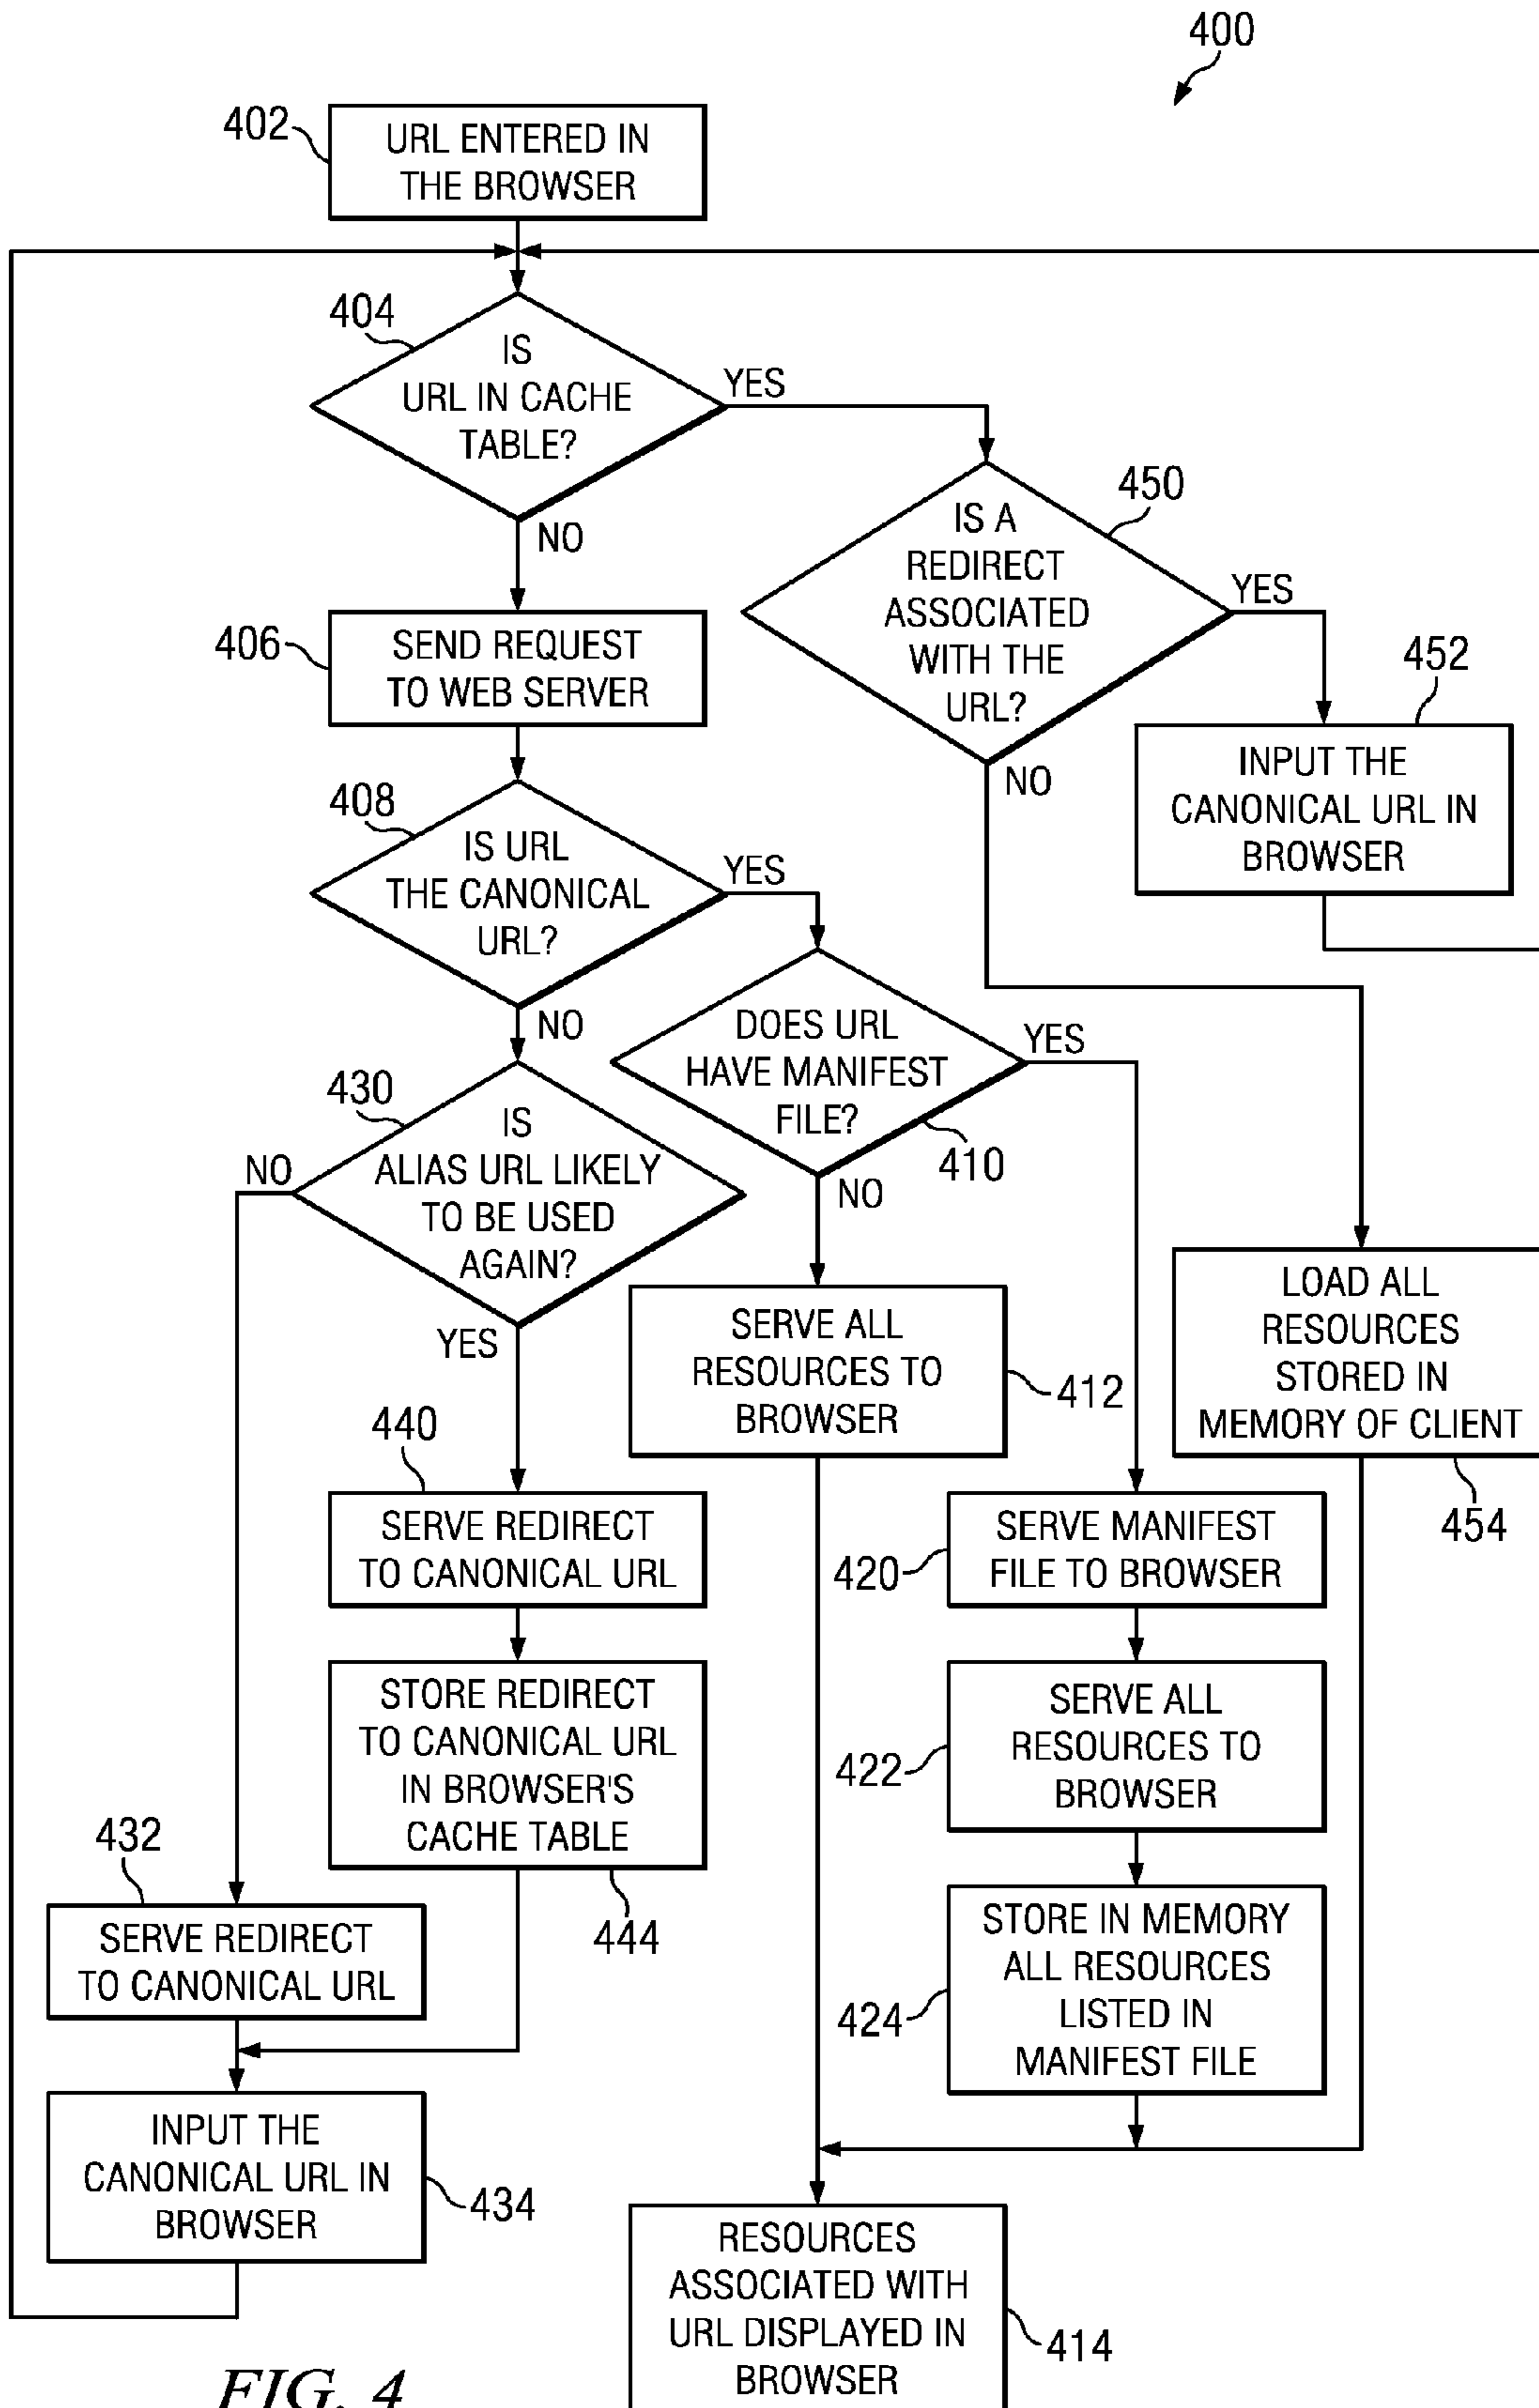 400
402
URL ENTERED IN
THE BROWSER
404
IS
URL IN CACHE
TABLE?
YES
NO
450
IS A
REDIRECT
ASSOCIATED
WITH THE
URL?
YES
NO
406
SEND REQUEST
TO WEB SERVER
452
INPUT THE
CANONICAL URL IN
BROWSER
408
IS URL
THE CANONICAL
URL?
YES
NO
DOES URL
HAVE MANIFEST
FILE?
YES
410
NO
430
IS
ALIAS URL LIKELY
TO BE USED
AGAIN?
NO
YES
SERVE ALL
RESOURCES TO
BROWSER
412
LOAD ALL
RESOURCES
STORED IN
MEMORY OF CLIENT
454
440
SERVE REDIRECT
TO CANONICAL URL
420
SERVE MANIFEST
FILE TO BROWSER
STORE REDIRECT
TO CANONICAL URL
IN BROWSER'S
CACHE TABLE
444
422
SERVE ALL
RESOURCES TO
BROWSER
432
SERVE REDIRECT
TO CANONICAL URL
424
STORE IN MEMORY
ALL RESOURCES
LISTED IN
MANIFEST FILE
INPUT THE
CANONICAL URL IN
BROWSER
434
RESOURCES
ASSOCIATED WITH
URL DISPLAYED IN
BROWSER
414
FIG. 4